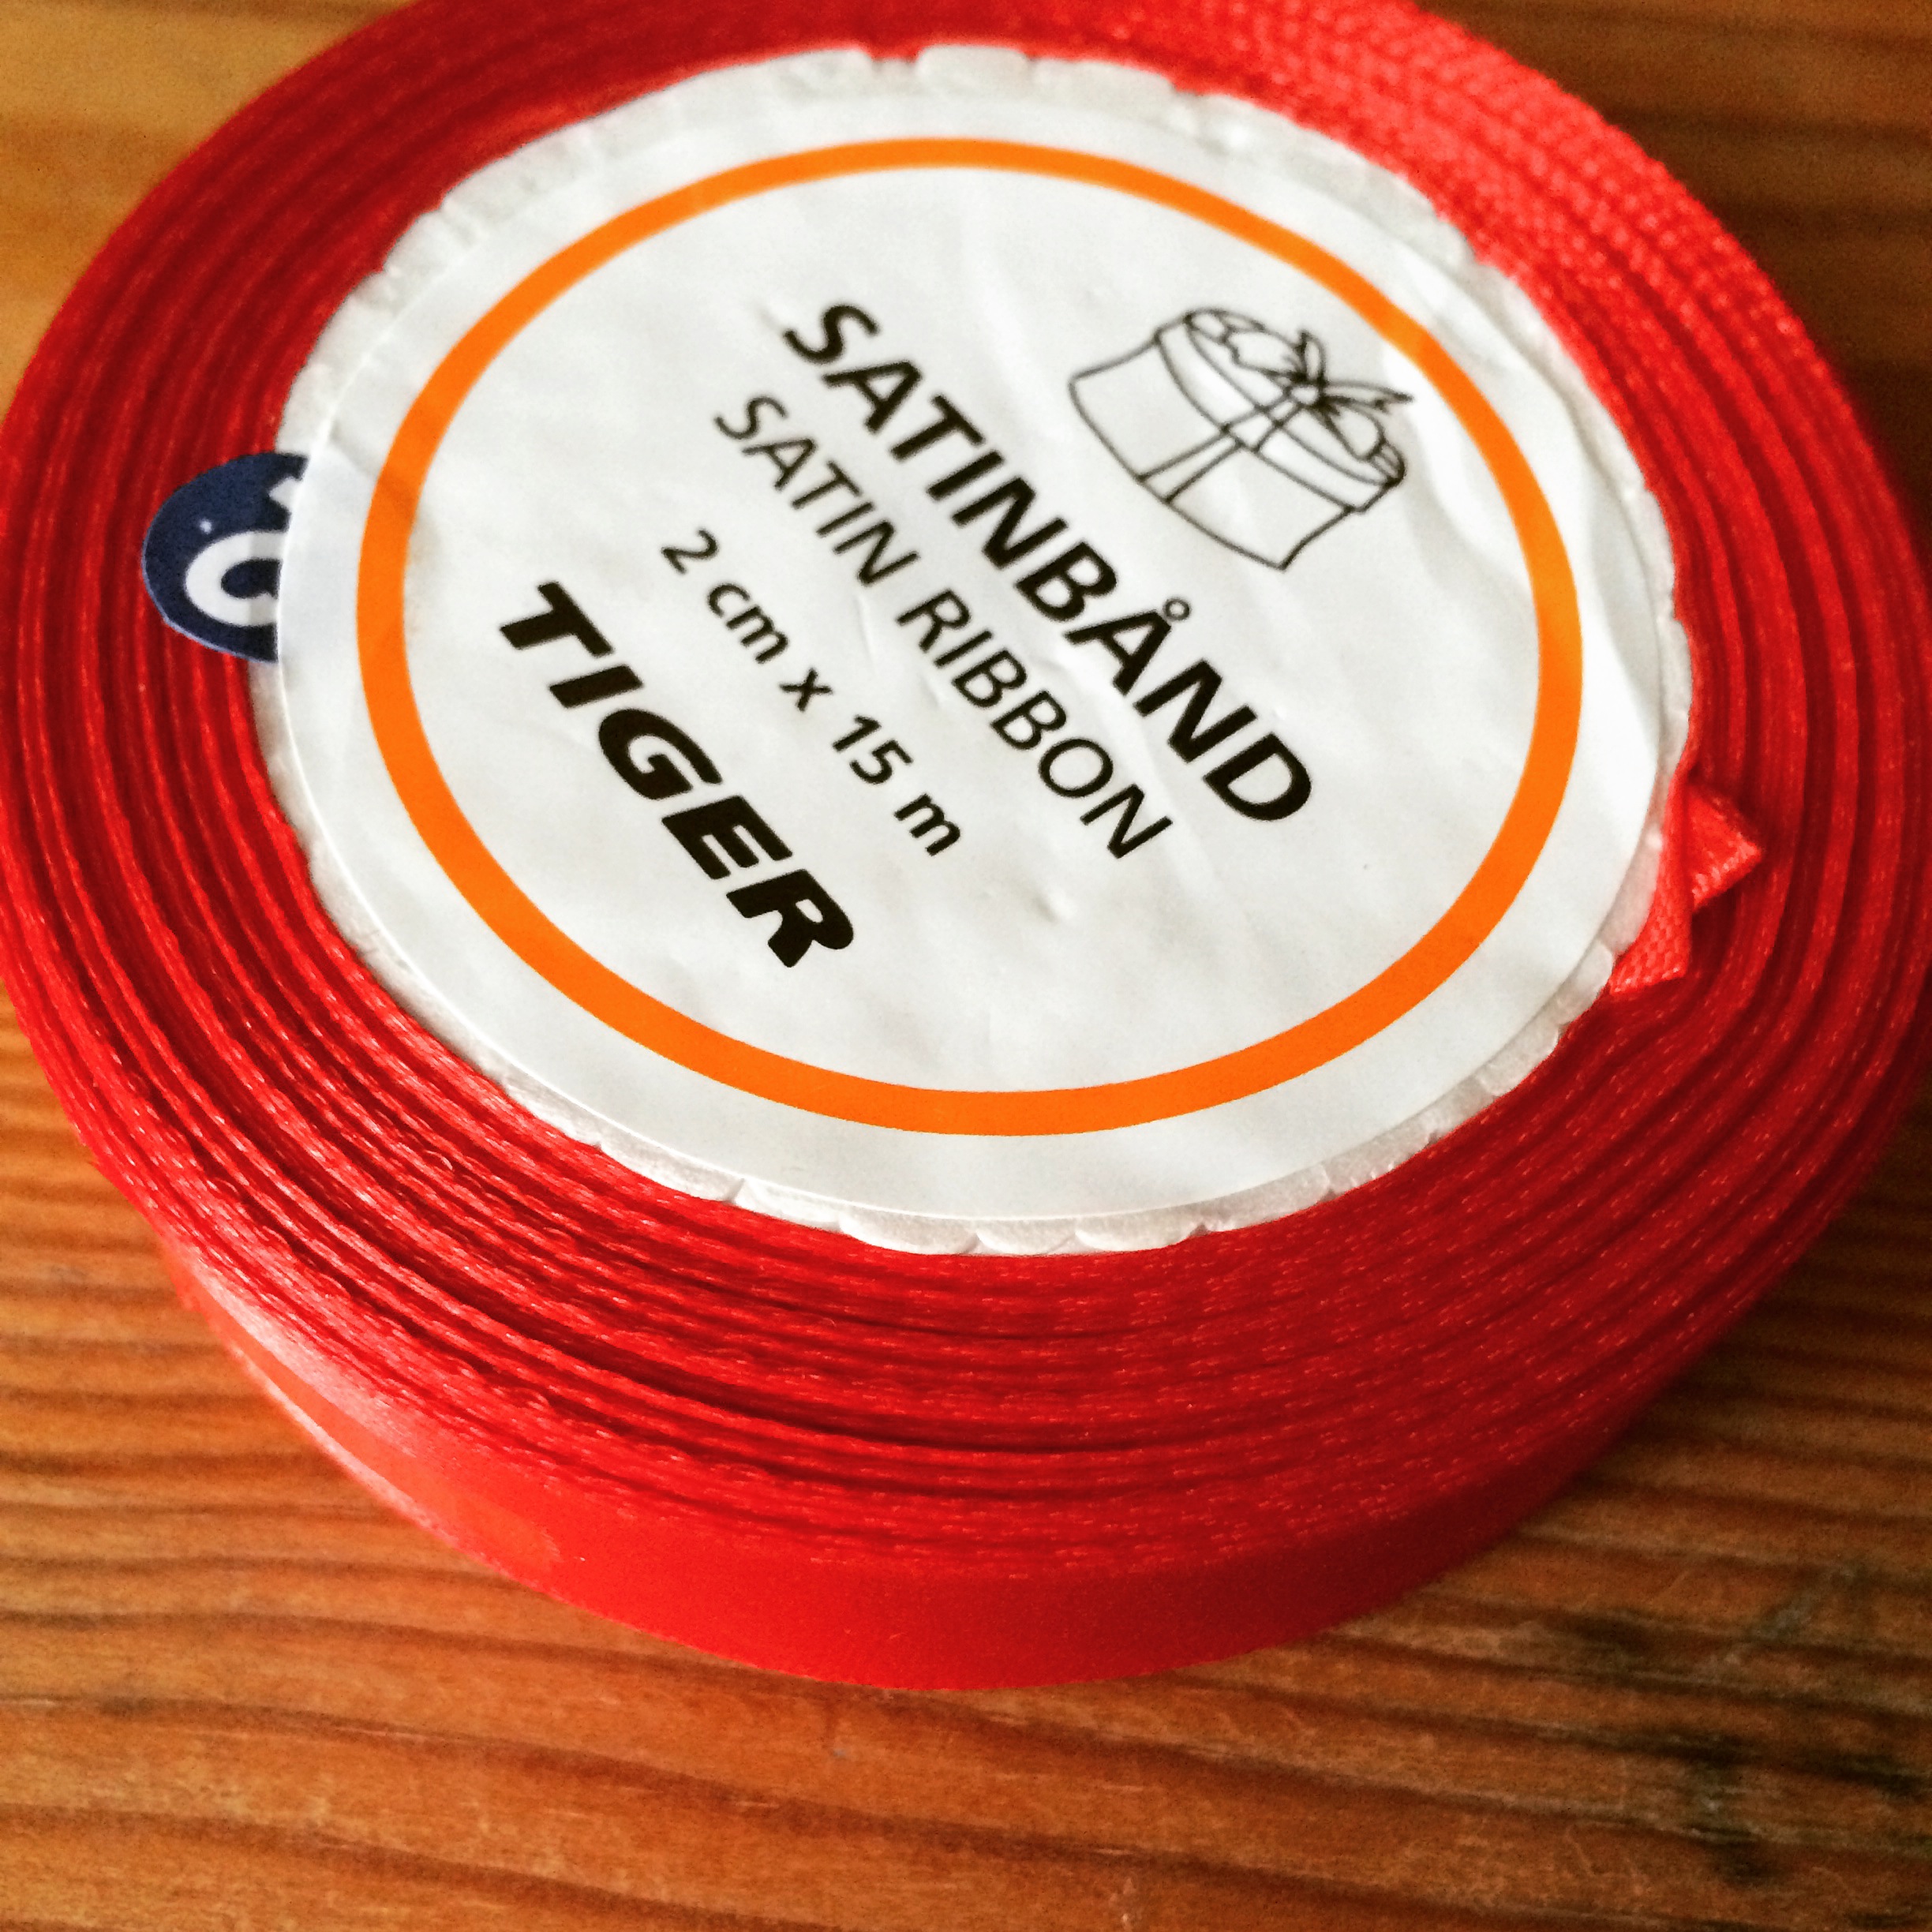 SATINBÅND
SATIN RIBBON
2 cm x 15 m
TIGER